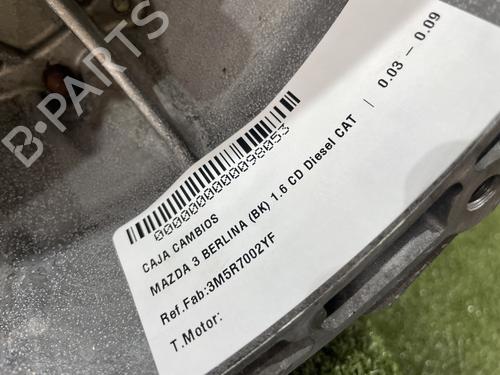 B-PARTS
0000000000098053
CAJA CAMBIOS
MAZDA 3 BERLINA (BK) 1.6 CD Diesel CAT | 0.03 - 0.09
Ref.Fab:3M5R7002YF
T.Motor: